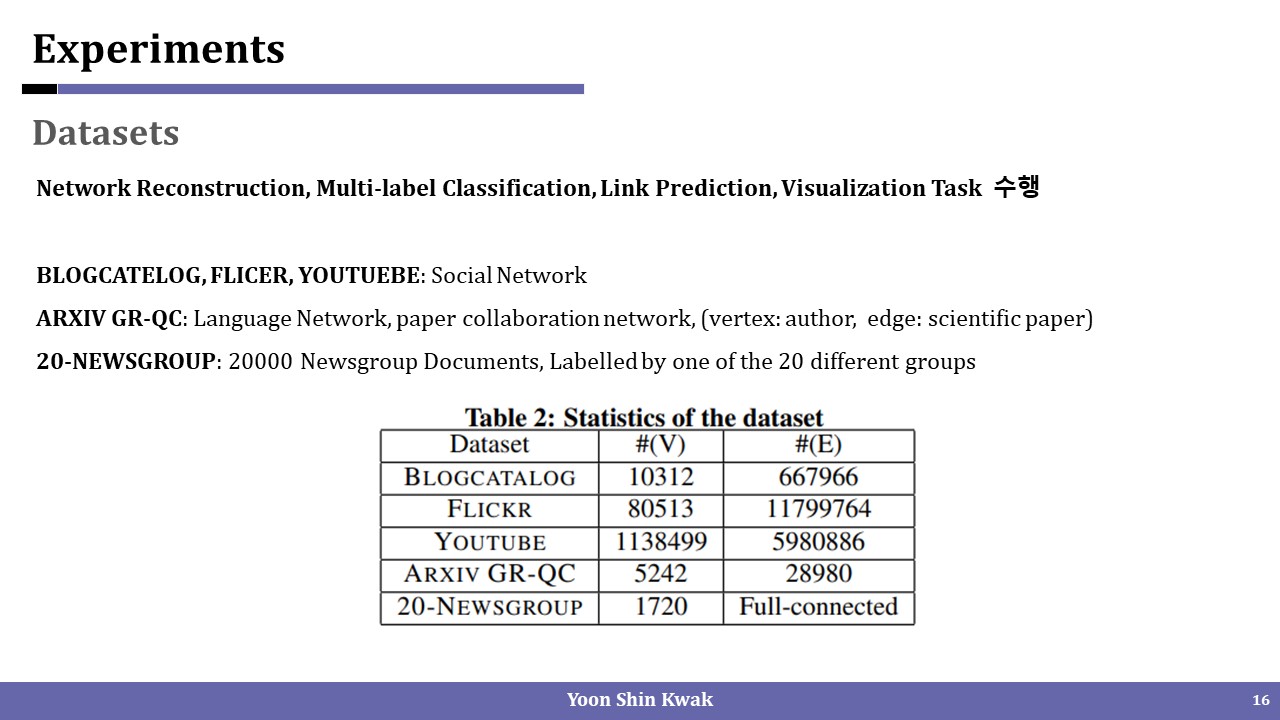 Experiments
Datasets
Network Reconstruction, Multi-label Classification, Link Prediction, Visualization Task 수행
BLOGCATELOG, FLICER, YOUTUEBE: Social Network
ARXIV GR-QC: Language Network, paper collaboration network, (vertex: author, edge: scientific paper)
20-NEWSGROUP: 20000 Newsgroup Documents, Labelled by one of the 20 different groups
Table 2: Statistics of the dataset
Dataset #(V) #(E)
BLOGCATALOG 10312 667966
FLICKR 80513 11799764
YOUTUBE 1138499 5980886
ARXIV GR-QC 5242 28980
20-NEWSGROUP 1720 Full-connected
Yoon Shin Kwak
16